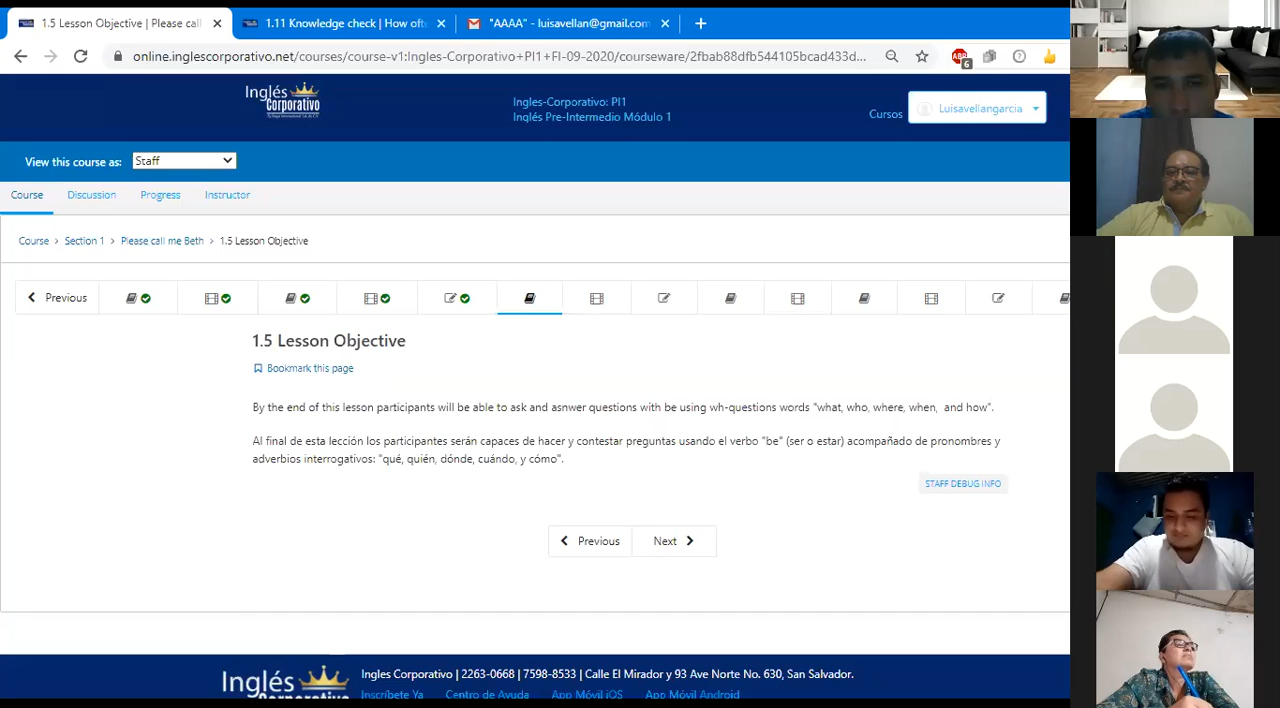 1.5 Lesson Objective | Please call
1.11 Knowledge check | How ofte
"AAAA" - luisavellan@gmail.com
online.inglescorporativo.net/courses/course-v1:Ingles-Corporativo+PI1+FI-09-2020/courseware/2fbab88dfb544105bcad433d...
ABP
6
Inglés
Corporativo
Ingles-Corporativo: PI1
Inglés Pre-Intermedio Módulo 1
Cursos
Luisavellangarcia
View this course as:
Staff
Course
Discussion
Progress
Instructor
Course > Section 1 > Please call me Beth > 1.5 Lesson Objective
Previous
1.5 Lesson Objective
Bookmark this page
By the end of this lesson participants will be able to ask and asnwer questions with be using wh-questions words "what, who, where, when, and how".
Al final de esta lección los participantes serán capaces de hacer y contestar preguntas usando el verbo "be" (ser o estar) acompañado de pronombres y
adverbios interrogativos: "qué, quién, dónde, cuándo, y cómo".
STAFF DEBUG INFO
Previous
Next
Inglés
Corporativo
Ingles Corporativo | 2263-0668 | 7598-8533 | Calle El Mirador y 93 Ave Norte No. 630, San Salvador.
Inscríbete Ya
Centro de Ayuda
App Móvil iOS
App Móvil Android